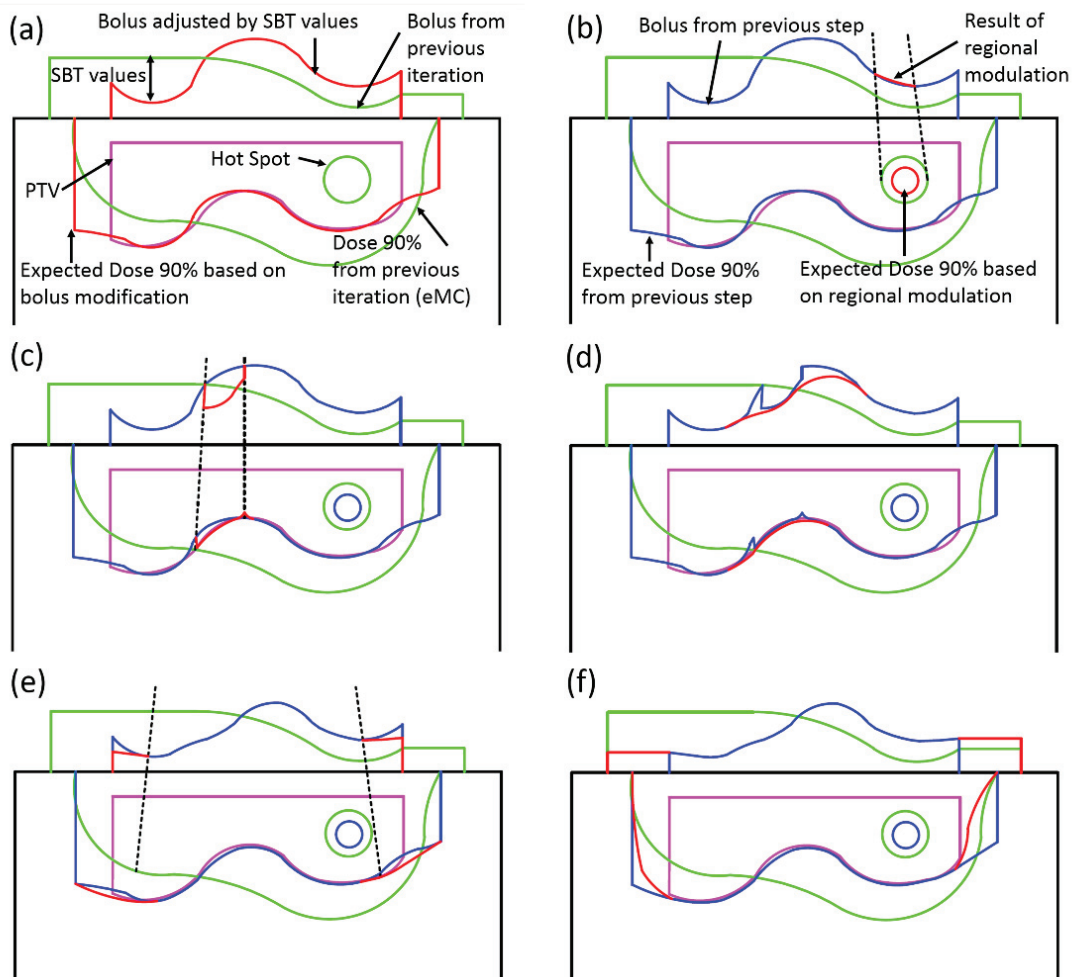 (a)
Bolus adjusted by SBT values
Bolus from
previous
iteration
SBT values
Hot Spot
PTV
Expected Dose 90% based on
bolus modification
Dose 90%
from previous
iteration (eMC)
(b)
Bolus from previous step
Result of
regional
modulation
Expected Dose 90%
from previous step
Expected Dose 90% based
on regional modulation
(c)
(d)
(e)
(f)